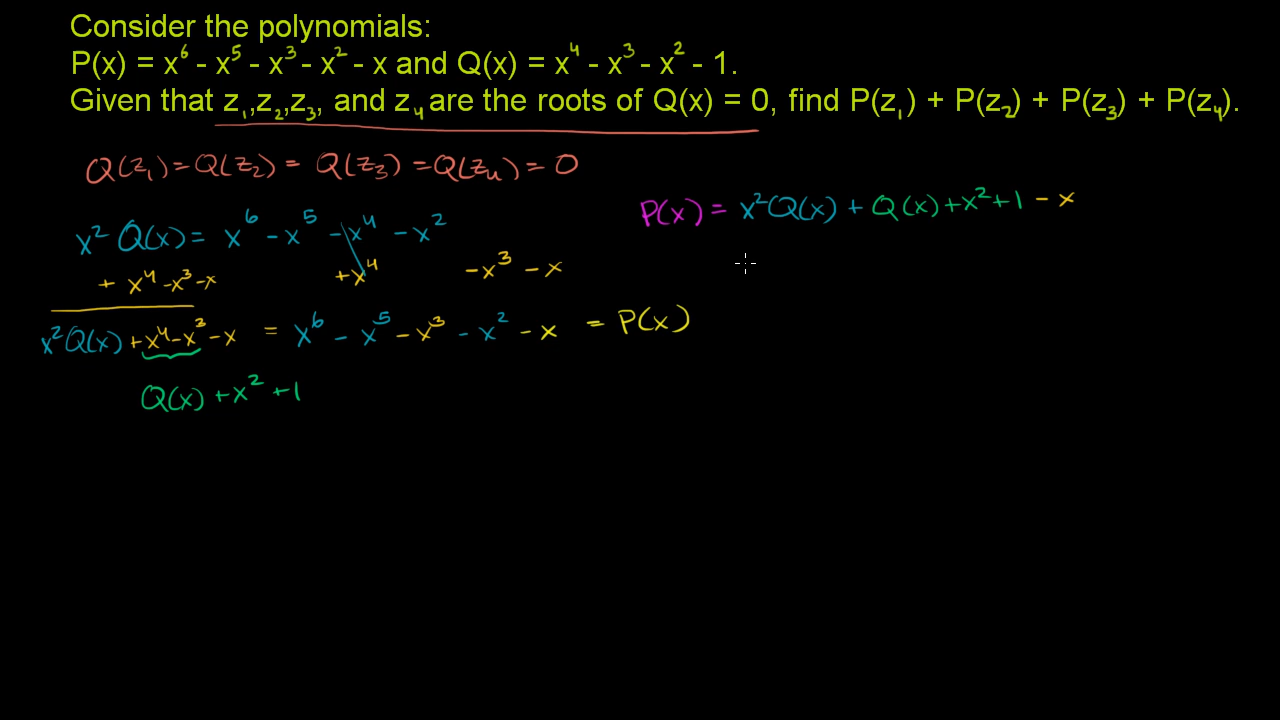 Consider the polynomials:
P(x) = x⁶ - x⁵ - x³ - x² - x and Q(x) = x⁴ - x³ - x² - 1.
Given that z₁,z₂,z₃, and z₄ are the roots of Q(x) = 0, find P(z₁) + P(z₂) + P(z₃) + P(z₄).
Q(z₁) = Q(z₂) = Q(z₃) = Q(z₄) = 0
P(x) = x²Q(x) + Q(x) + x² + 1 - x
x² Q(x) = x⁶ - x⁵ - x⁴ - x²
+ x⁴ - x³ - x + x⁴ - x³ - x
x²Q(x) + x⁴ - x³ - x = x⁶ - x⁵ - x³ - x² - x = P(x)
Q(x) + x² + 1